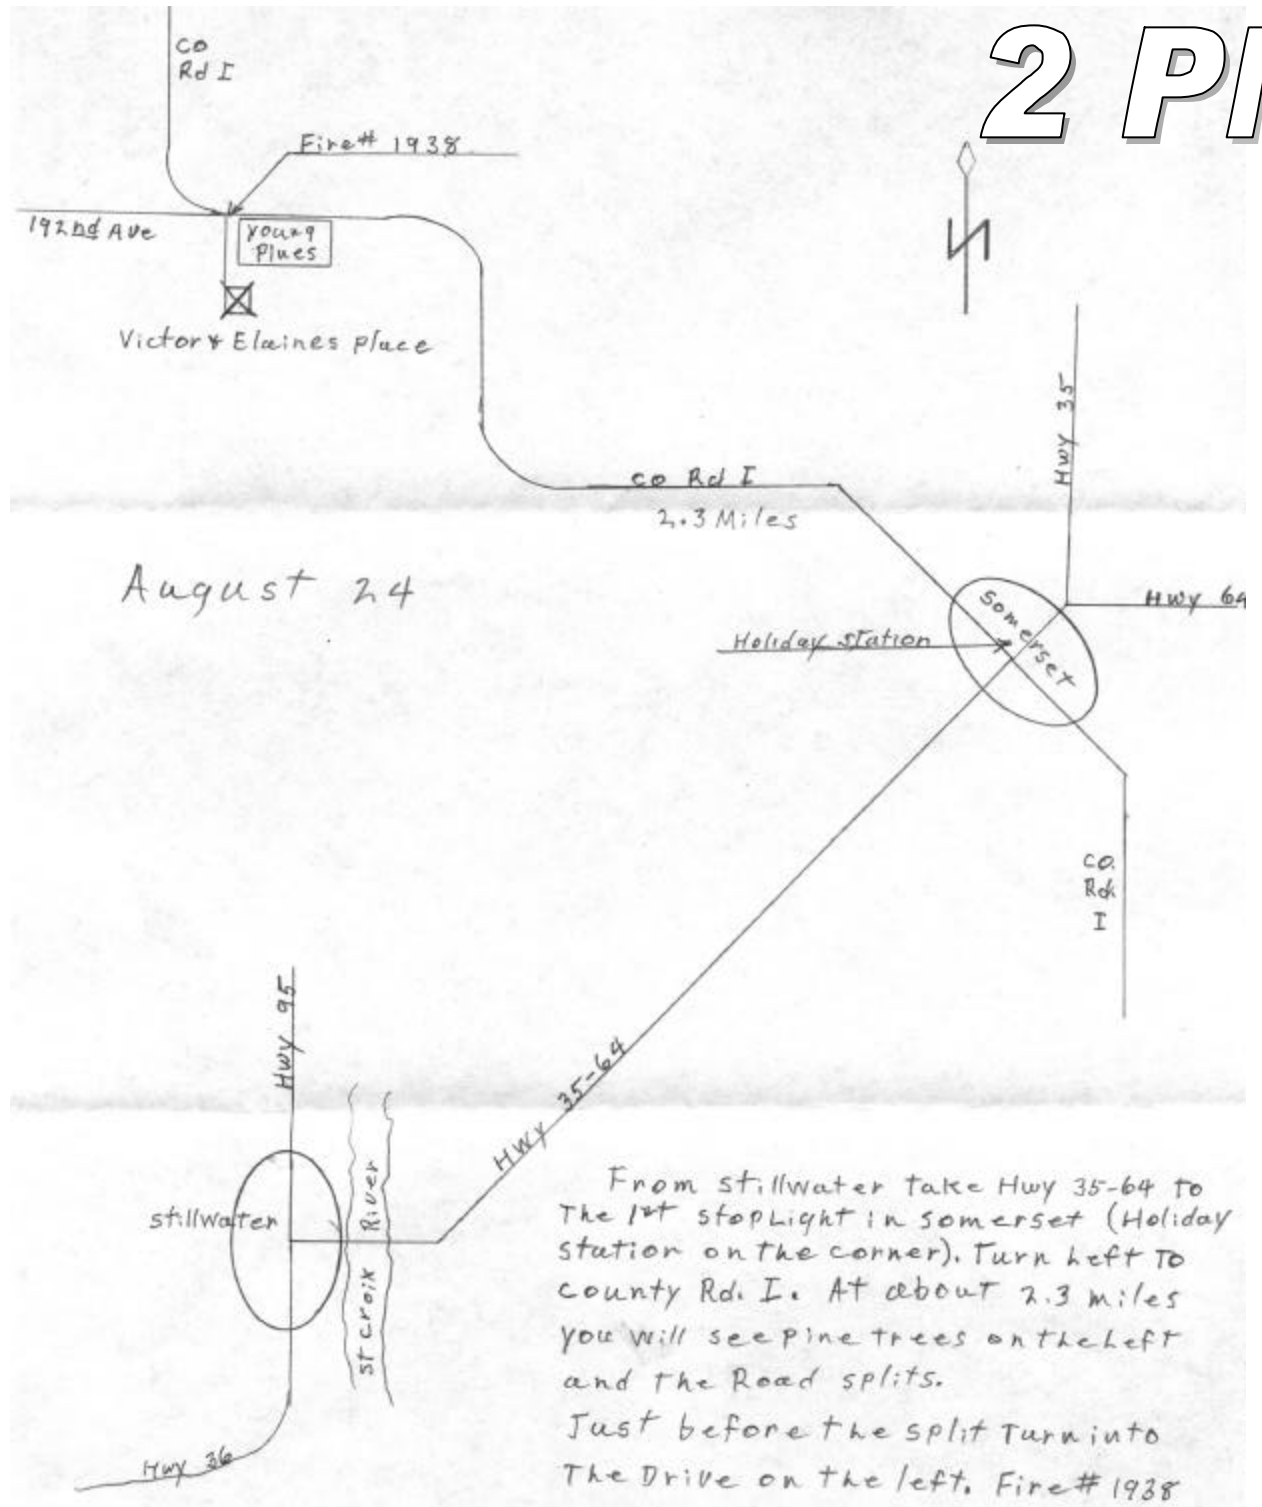 2 Pl
Co
Rd I
Fire# 1938
192nd Ave
Young
Pines
Victor & Elaines place
N
Hwy 35
Co Rd I
2.3 Miles
August 24
Hwy 64
Somerset
Holiday Station
Co.
Rd.
I
Hwy 95
Hwy 35-64
Stillwater
St Croix River
Hwy 36
From Stillwater take Hwy 35-64 to
The 1st stopLight in Somerset (Holiday
station on the corner). Turn Left To
county Rd. I. At about 2.3 miles
you will see pine trees on the Left
and the Road splits.
Just before the split Turn into
The Drive on the left. Fire# 1938